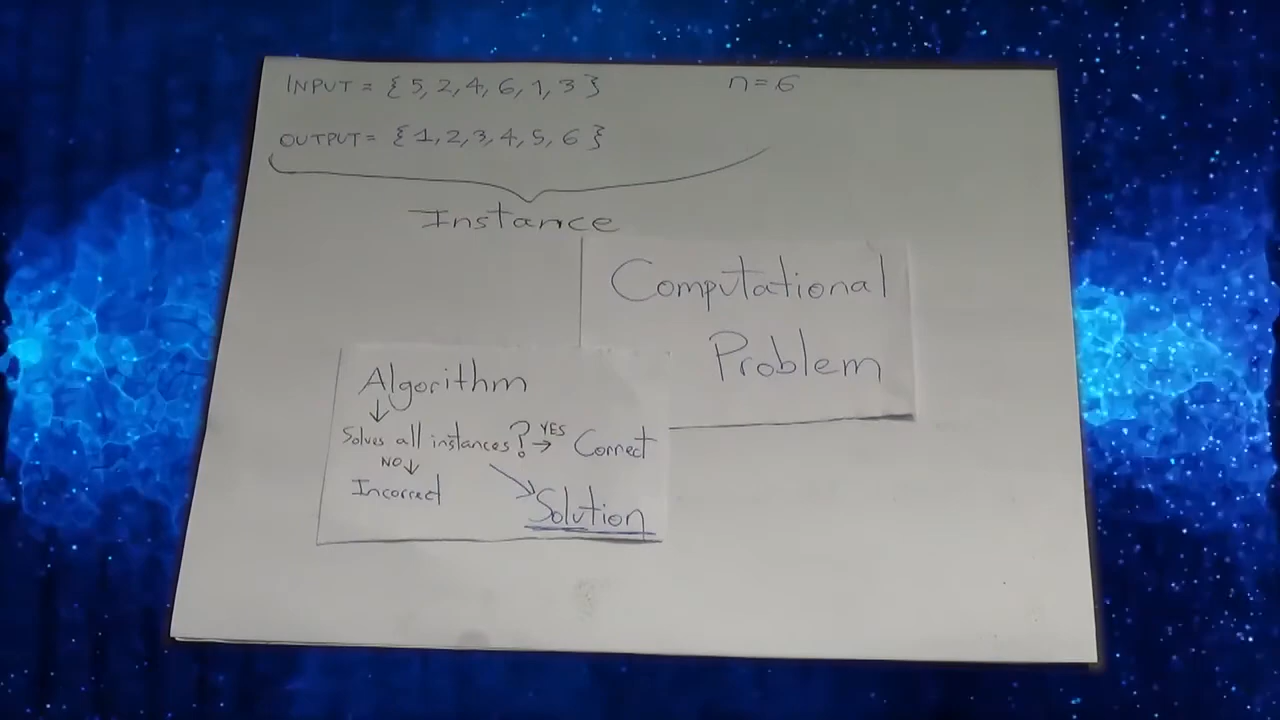 INPUT = { 5, 2, 4, 6, 1, 3 } n = 6
OUTPUT = { 1, 2, 3, 4, 5, 6 }
Instance
Computational
Problem
Algorithm
↓
Solves all instances? YES → Correct
NO ↓
Incorrect
Solution